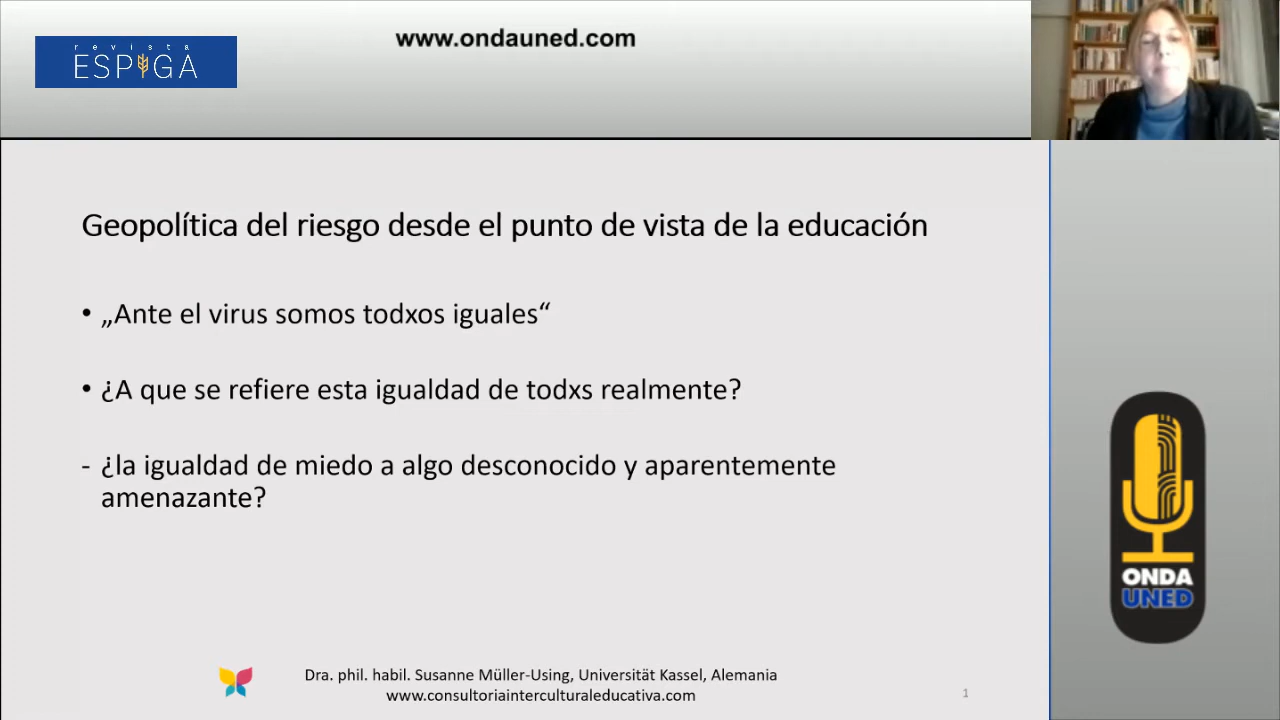 revista
ESPIGA
www.ondauned.com
Geopolítica del riesgo desde el punto de vista de la educación
• „Ante el virus somos todxos iguales“
• ¿A que se refiere esta igualdad de todxs realmente?
- ¿la igualdad de miedo a algo desconocido y aparentemente
amenazante?
ONDA
UNED
Dra. phil. habil. Susanne Müller-Using, Universität Kassel, Alemania
www.consultoriainterculturaleducativa.com
1